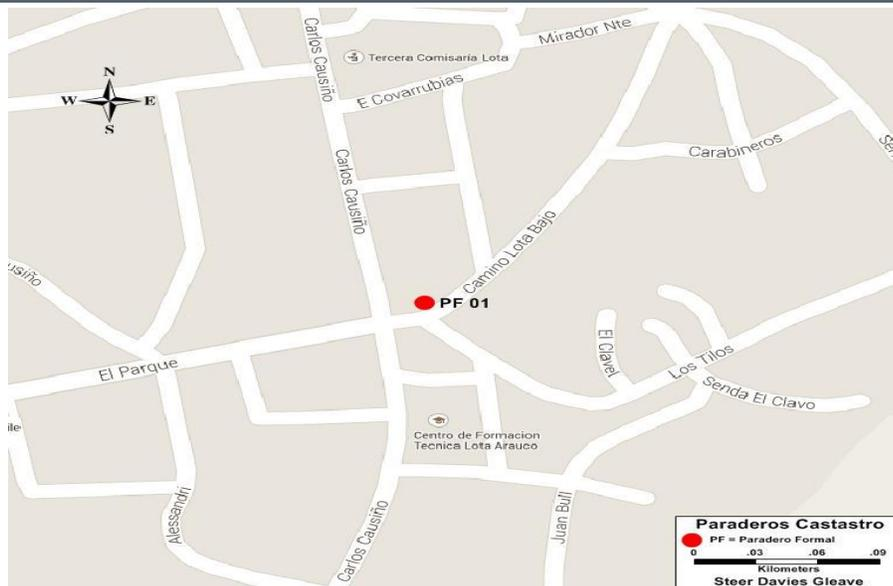 Carlos Causiño
Mirador Nte
Tercera Comisaría Lota
N
W E
S
E Covarrubias
Carlos Causiño
Carabineros
Camino Lota Bajo
usiño
PF 01
El Clavel
Los Tilos
El Parque
Senda El Clavo
ile
Centro de Formacion
Tecnica Lota Arauco
Alessandri
Carlos Causiño
Juan Bull
Paraderos Castastro
PF = Paradero Formal
0 .03 .06 .09
Kilometers
Steer Davies Gleave